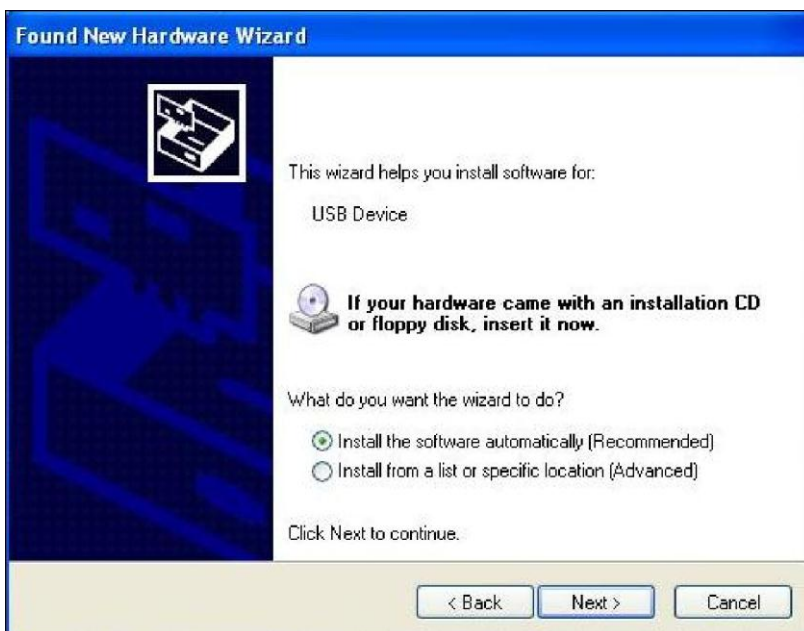 Found New Hardware Wizard
This wizard helps you install software for:
USB Device
If your hardware came with an installation CD
or floppy disk, insert it now.
What do you want the wizard to do?
Install the software automatically (Recommended)
Install from a list or specific location (Advanced)
Click Next to continue.
< Back
Next >
Cancel